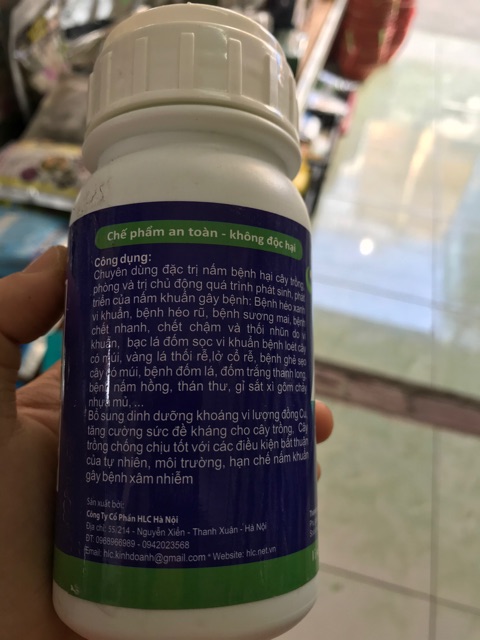 Chế phẩm an toàn - không độc hại
Công dụng:
Chuyên dùng đặc trị nấm bệnh hại cây trồng,
phòng và trị chủ động quá trình phát sinh, phát
triển của nấm khuẩn gây bệnh: Bệnh héo xanh
vi khuẩn, bệnh héo rũ, bệnh sương mai, bệnh
chết nhanh, chết chậm và thối nhũn do vi
khuẩn, bạc lá đốm sọc vi khuẩn bệnh loét cây
có múi, vàng lá thối rễ,lở cổ rễ, bệnh ghẻ sẹo
cây có múi, bệnh đốm lá, đốm trắng thanh long,
bệnh nấm hồng, thán thư, gỉ sắt xì gôm chảy
nhựa mủ, ...
Bổ sung dinh dưỡng khoáng vi lượng đồng Cu,
tăng cường sức đề kháng cho cây trồng. Cây
trồng chống chịu tốt với các điều kiện bất thuận
của tự nhiên, môi trường, hạn chế nấm khuẩn
gây bệnh xâm nhiễm
Sản xuất bởi:
Công Ty Cổ Phần HLC Hà Nội
Địa chỉ: 55/214 - Nguyễn Xiển - Thanh Xuân - Hà Nội
ĐT: 0968966989 - 0942023568
Email: hlc.kinhdoanh@gmail.com * Website: hlc.net.vn